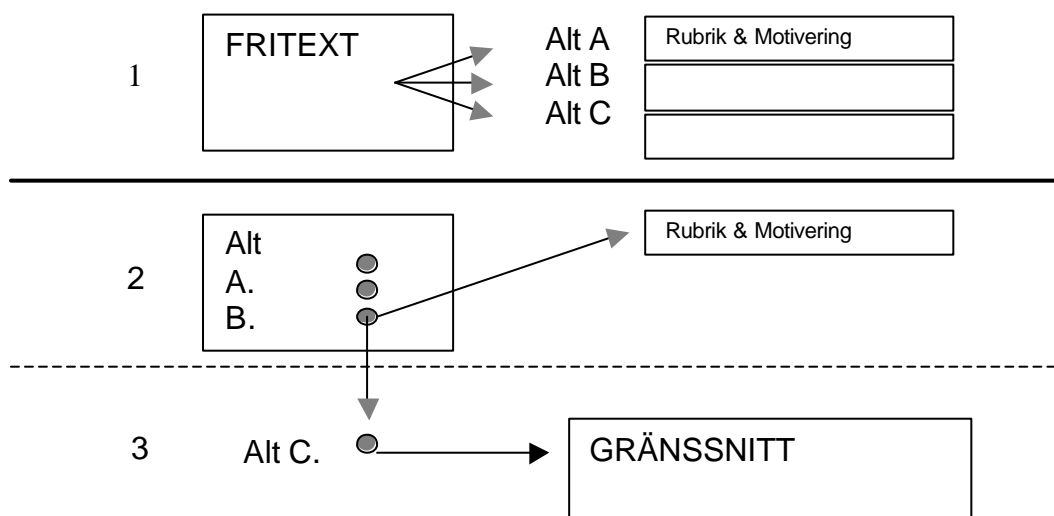 1
FRITEXT
Alt A
Alt B
Alt C
Rubrik & Motivering
2
Alt
A.
B.
Rubrik & Motivering
3
Alt C.
GRÄNSSNITT